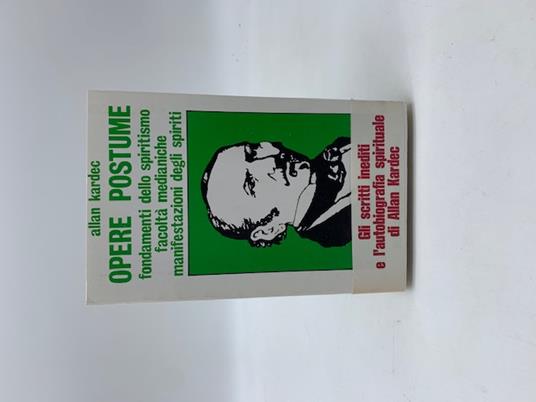 allan kardec
OPERE POSTUME
fondamenti dello spiritismo
facoltà medianiche
manifestazioni degli spiriti
Gli scritti inediti
e l'autobiografia spirituale
di Allan Kardec